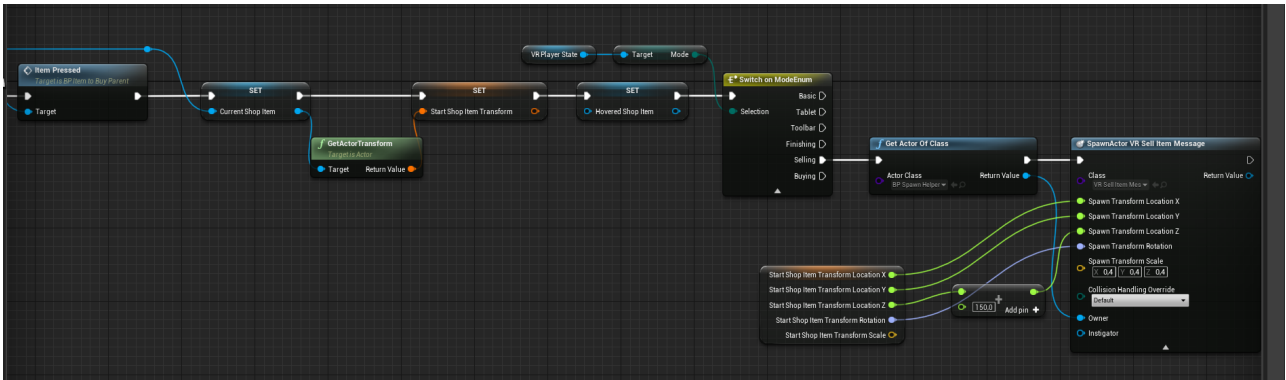 Item Pressed
Target is BP Item to Buy Parent
Target
SET
Current Shop Item
GetActorTransform
Target is Actor
Target
Return Value
SET
Start Shop Item Transform
SET
Hovered Shop Item
VR Player State
Target
Mode
Switch on ModeEnum
Selection
Basic
Tablet
Toolbar
Finishing
Selling
Buying
Get Actor Of Class
Actor Class
BP Spawn Helper
Return Value
Start Shop Item Transform Location X
Start Shop Item Transform Location Y
Start Shop Item Transform Location Z
Start Shop Item Transform Rotation
Start Shop Item Transform Scale
150,0
Add pin +
SpawnActor VR Sell Item Message
Class
VR Sell Item Mes
Return Value
Spawn Transform Location X
Spawn Transform Location Y
Spawn Transform Location Z
Spawn Transform Rotation
Spawn Transform Scale
X 0,4 Y 0,4 Z 0,4
Collision Handling Override
Default
Owner
Instigator